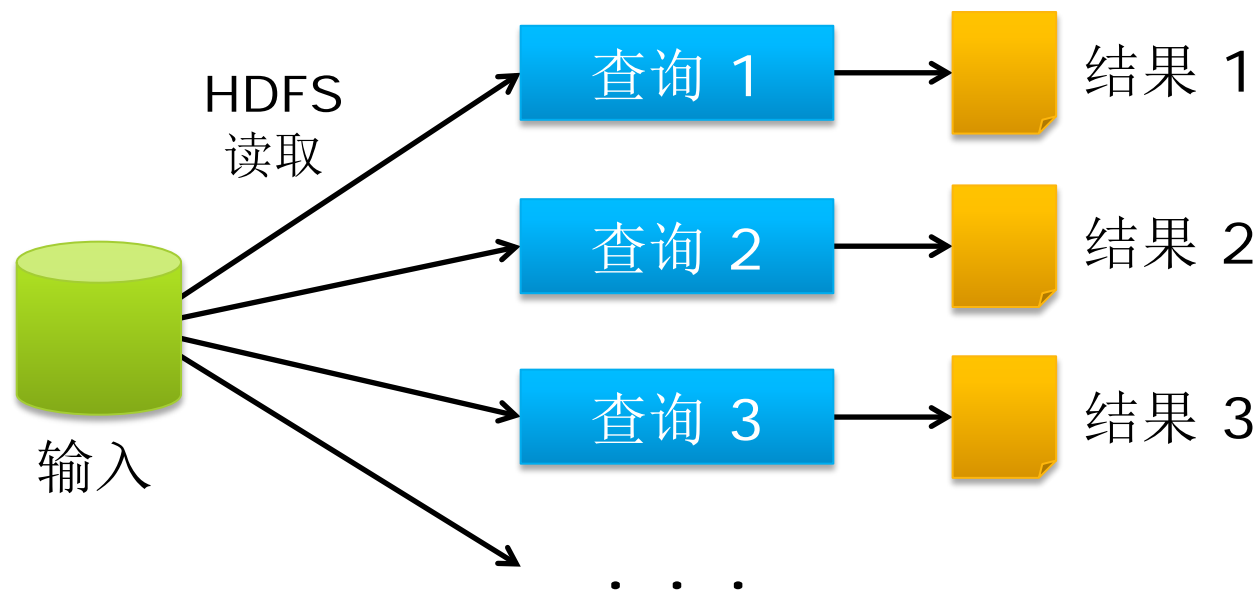 HDFS
读取
查询 1
结果 1
查询 2
结果 2
查询 3
结果 3
输入
. . .